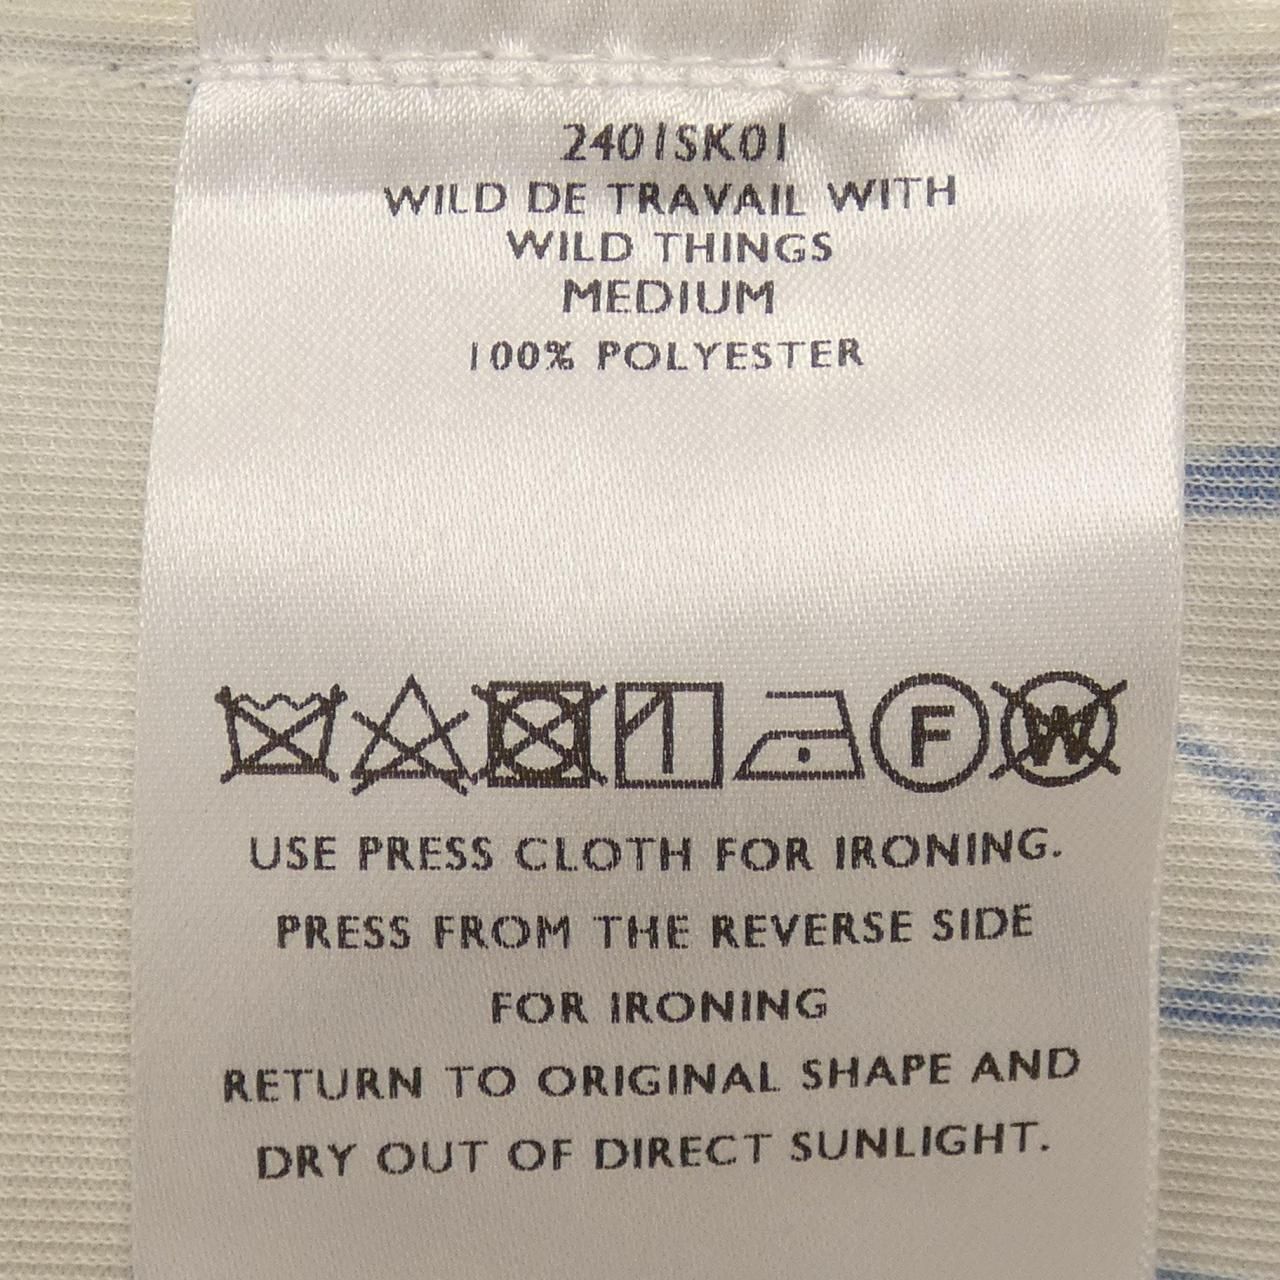 2401SK01
WILD DE TRAVAIL WITH
WILD THINGS
MEDIUM
100% POLYESTER
F W
USE PRESS CLOTH FOR IRONING.
PRESS FROM THE REVERSE SIDE
FOR IRONING
RETURN TO ORIGINAL SHAPE AND
DRY OUT OF DIRECT SUNLIGHT.